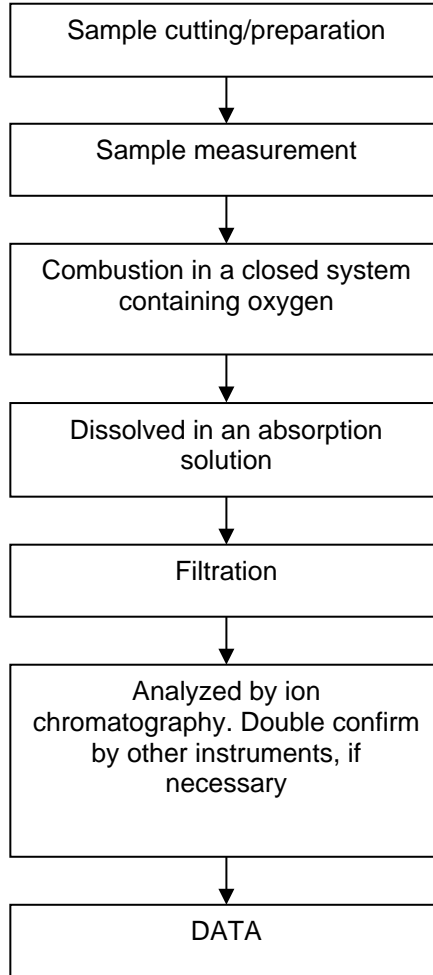 Sample cutting/preparation
Sample measurement
Combustion in a closed system
containing oxygen
Dissolved in an absorption
solution
Filtration
Analyzed by ion
chromatography. Double confirm
by other instruments, if
necessary
DATA